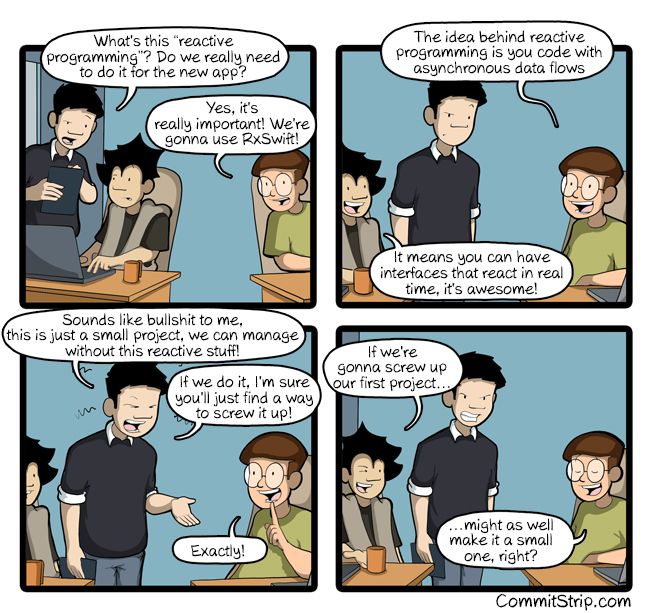 What's this "reactive
programming"? Do we really need
to do it for the new app?
Yes, it's
really important! We're
gonna use RxSwift!
The idea behind reactive
programming is you code with
asynchronous data flows
It means you can have
interfaces that react in real
time, it's awesome!
Sounds like bullshit to me,
this is just a small project, we can manage
without this reactive stuff!
If we do it, I'm sure
you'll just find a way
to screw it up!
Exactly!
If we're
gonna screw up
our first project...
...might as well
make it a small
one, right?
CommitStrip.com